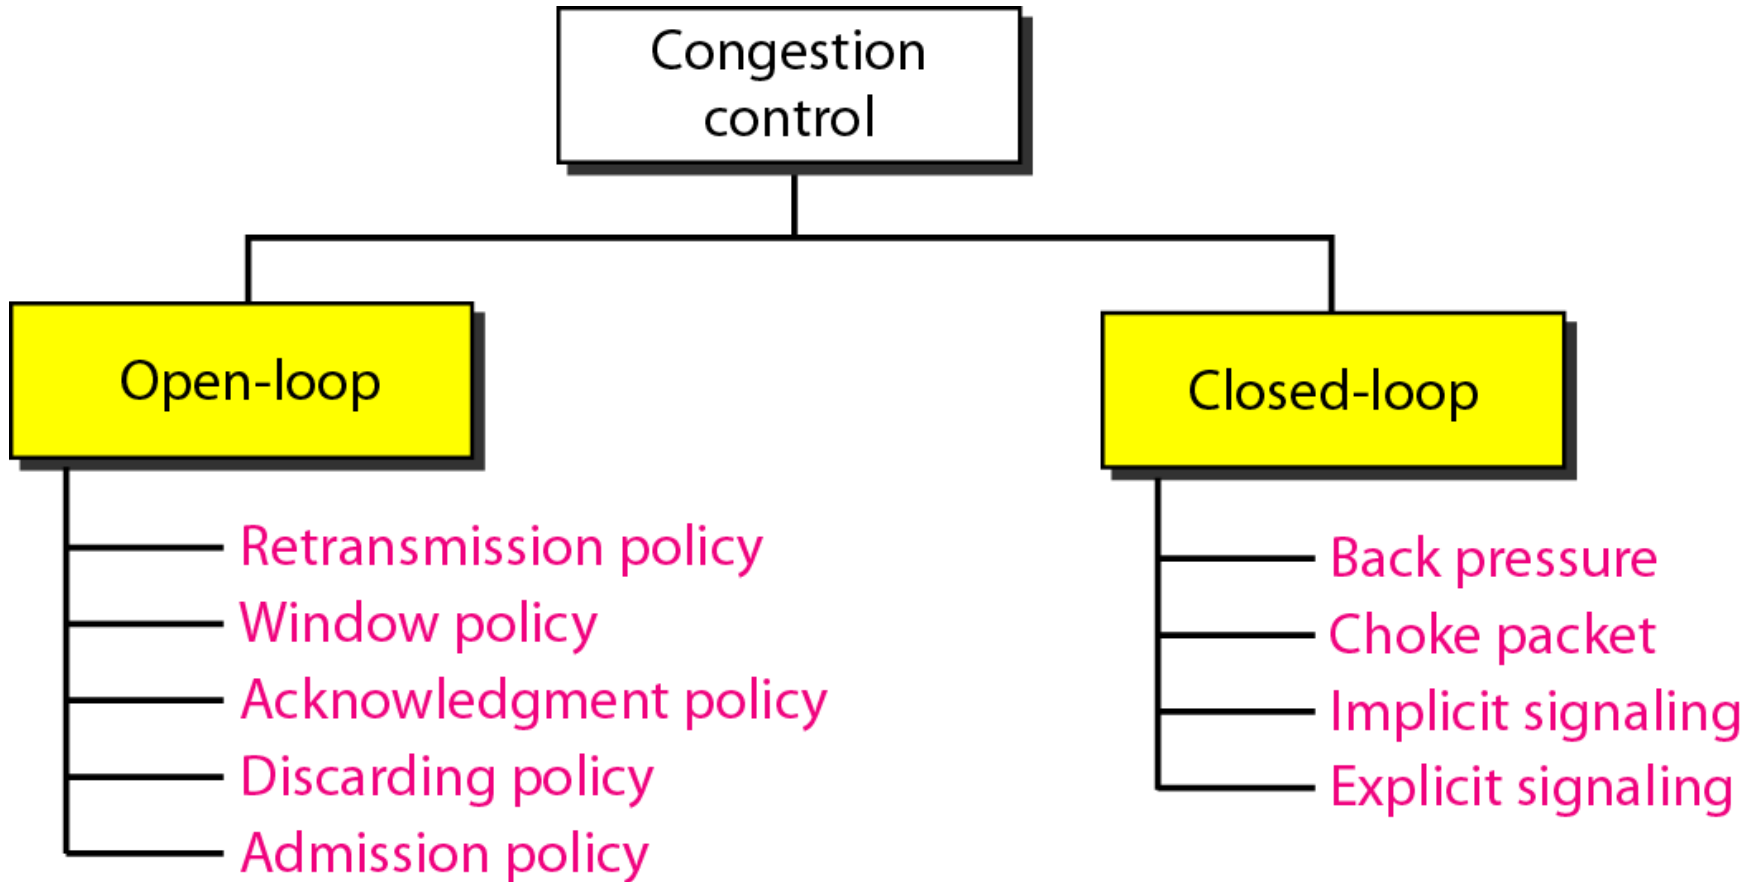 Congestion
control
Open-loop
Retransmission policy
Window policy
Acknowledgment policy
Discarding policy
Admission policy
Closed-loop
Back pressure
Choke packet
Implicit signaling
Explicit signaling